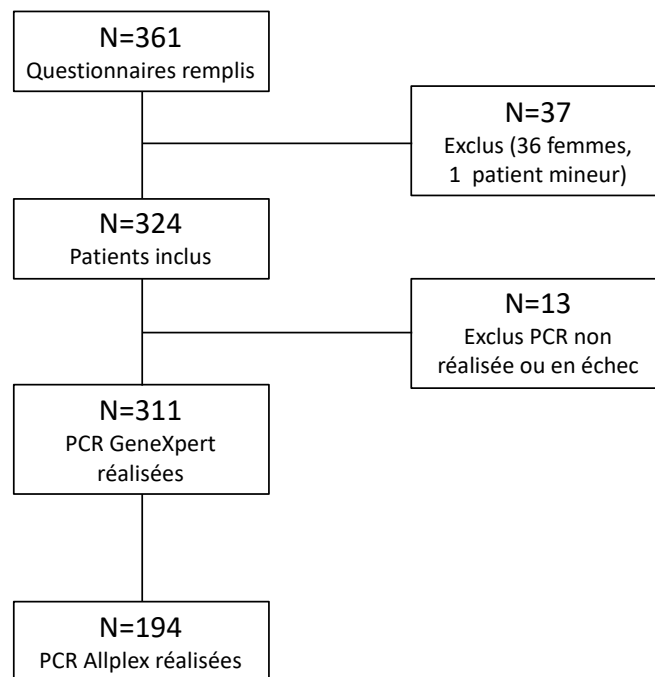 N=361
Questionnaires remplis
N=37
Exclus (36 femmes,
1 patient mineur)
N=324
Patients inclus
N=13
Exclus PCR non
réalisée ou en échec
N=311
PCR GeneXpert
réalisées
N=194
PCR Allplex réalisées